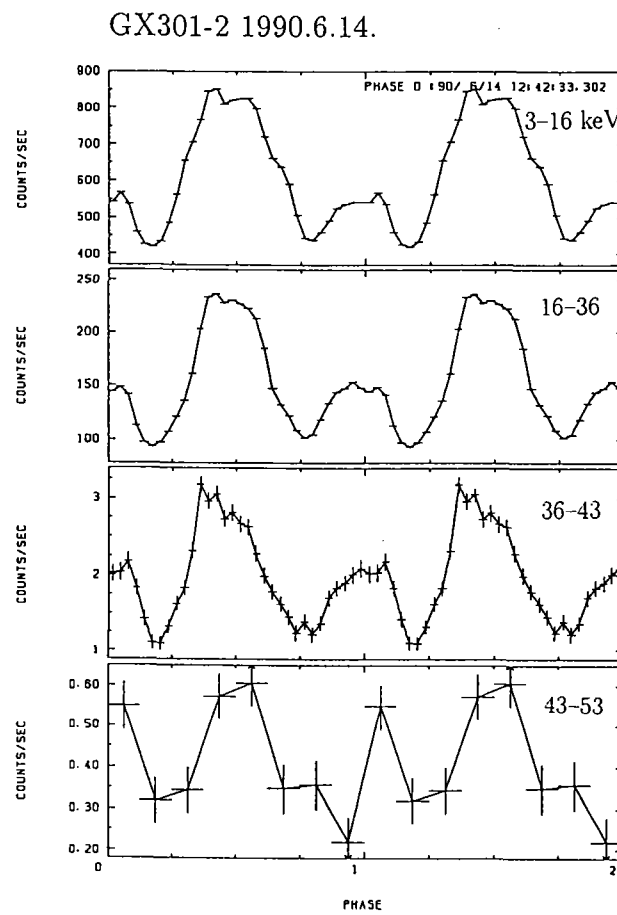 GX301-2 1990.6.14.
PHASE 0 :90/ 6/14 12:42:33.302
3–16 keV
900
800
700
600
500
400
COUNTS/SEC
16–36
250
200
150
100
COUNTS/SEC
36–43
3
2
1
COUNTS/SEC
43–53
0.60
0.50
0.40
0.30
0.20
COUNTS/SEC
0 1 2
PHASE